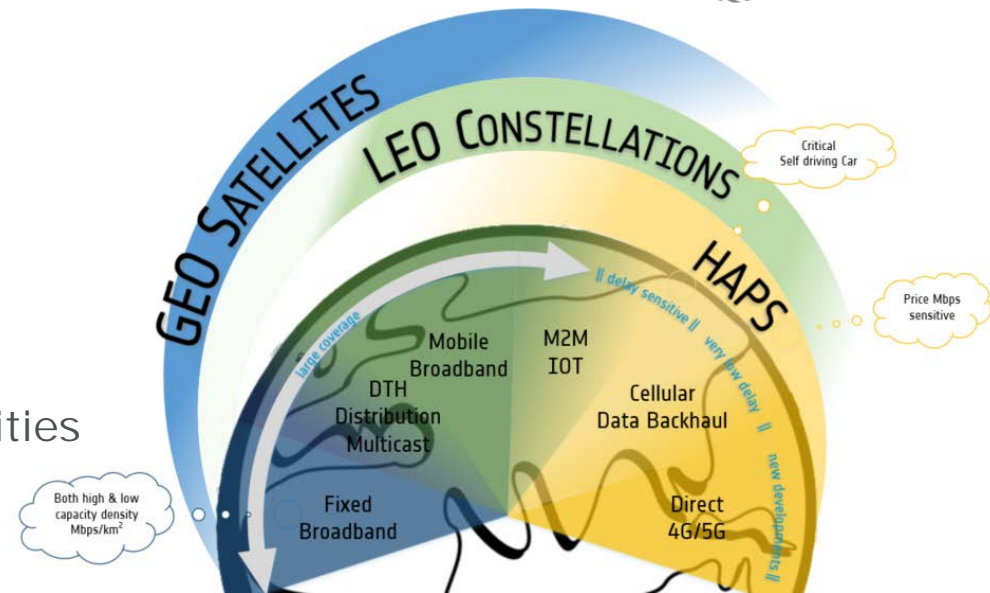 GEO SATELLITES
LEO CONSTELLATIONS
HAPS
Critical
Self driving Car
Price Mbps
sensitive
large coverage
|| delay sensitive ||
very low delay ||
new developments ||
Mobile
Broadband
M2M
IOT
DTH
Distribution
Multicast
Cellular
Data Backhaul
ities
Both high & low
capacity density
Mbps/km²
Fixed
Broadband
Direct
4G/5G